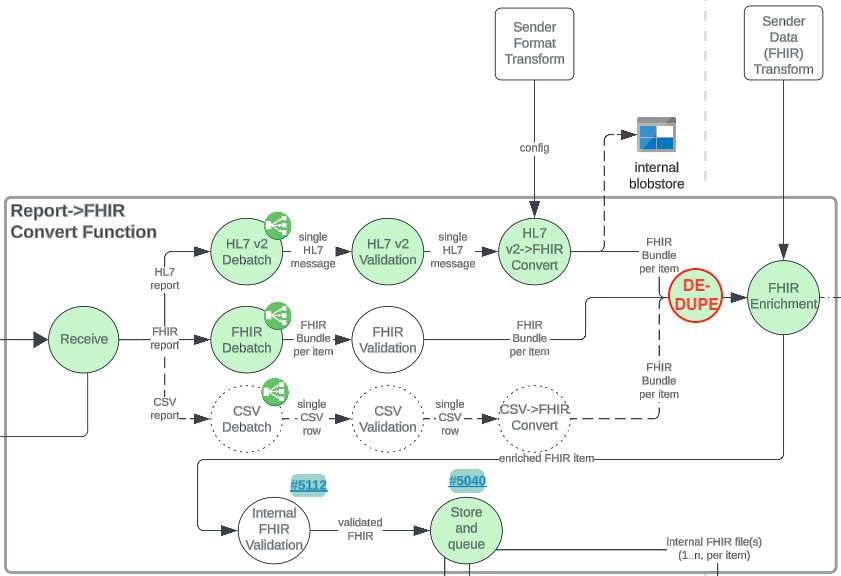 Sender
Format
Transform
Sender
Data
(FHIR)
Transform
config
internal
blobstore
Report->FHIR
Convert Function
HL7 v2
Debatch
single
HL7
message
HL7 v2
Validation
single
HL7
message
HL7
v2->FHIR
Convert
FHIR
Bundle
per item
HL7
report
Receive
FHIR
report
FHIR
Debatch
FHIR
Bundle
per item
FHIR
Validation
FHIR
Bundle
per item
DE-
DUPE
FHIR
Enrichment
CSV
report
CSV
Debatch
single
CSV
row
CSV
Validation
single
CSV
row
CSV->FHIR
Convert
FHIR
Bundle
per item
enriched FHIR item
#5112
Internal
FHIR
Validation
validated
FHIR
#5040
Store
and
queue
internal FHIR file(s)
(1..n, per item)